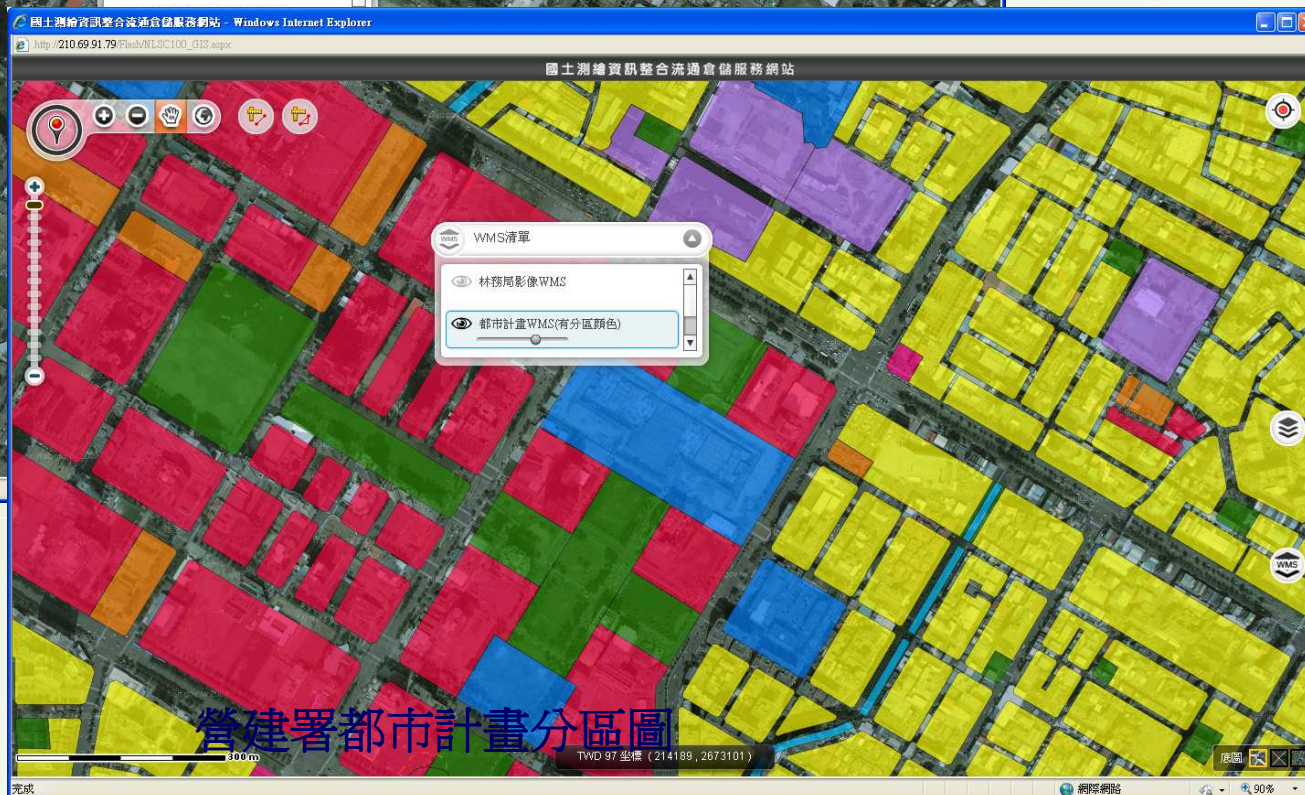 國土測繪資訊整合流通倉儲服務網站 - Windows Internet Explorer
http://210.69.91.79/Flash/NLSC100_GIS.aspx
國土測繪資訊整合流通倉儲服務網站
WMS WMS清單
林務局影像WMS
都市計畫WMS(有分區顏色)
WMS
營建署都市計畫分區圖
300 m
TWD 97 坐標 ( 214189 , 2673101 )
底圖
完成
網際網路
90%